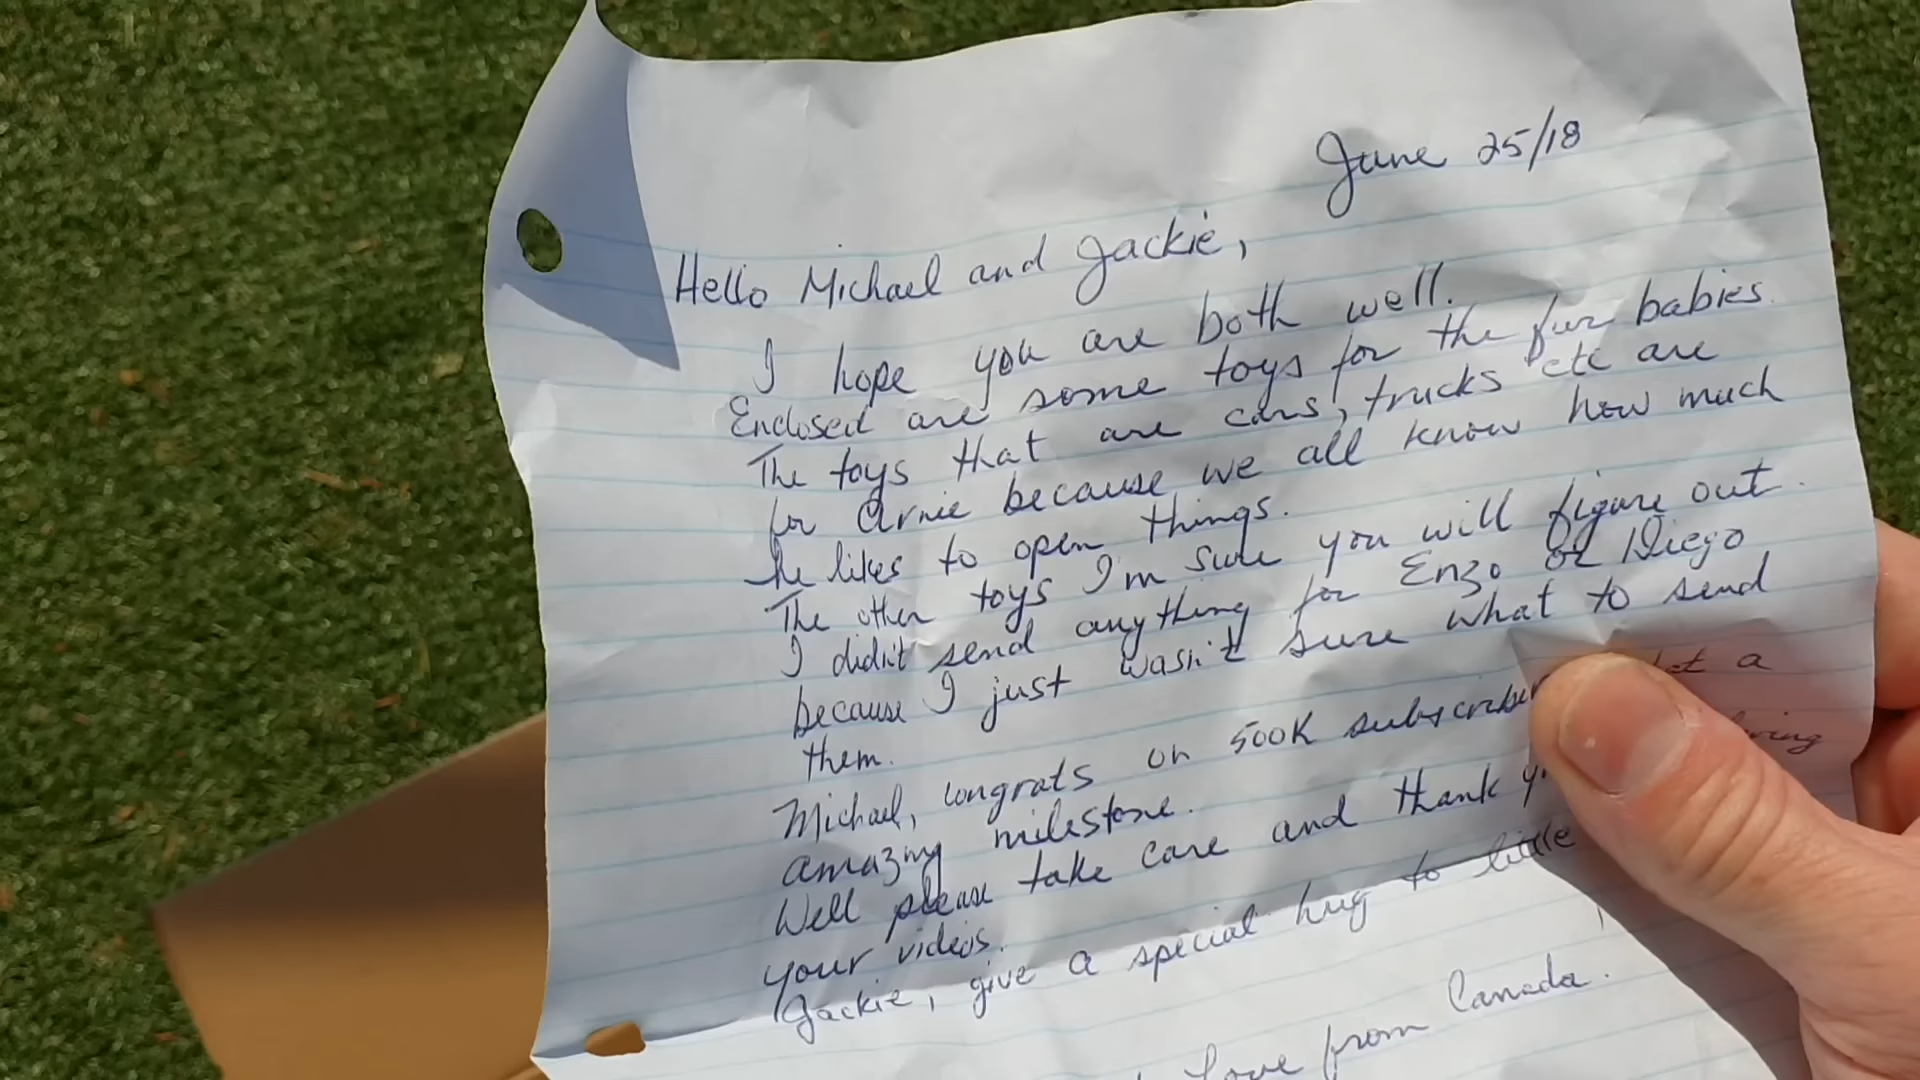 June 25/18
Hello Michael and Jackie,
I hope you are both well.
Enclosed are some toys for the fur babies.
The toys that are cars, trucks etc are
for Arnie because we all know how much
he likes to open things.
The other toys I'm sure you will figure out.
I didn't send anything for Enzo or Diego
because I just wasn't sure what to send
them.
Michael, congrats on 500K subscribers a
amazing milestone.
Well please take care and thank
your videos.
Jackie, give a special hug to little
Love from Canada.